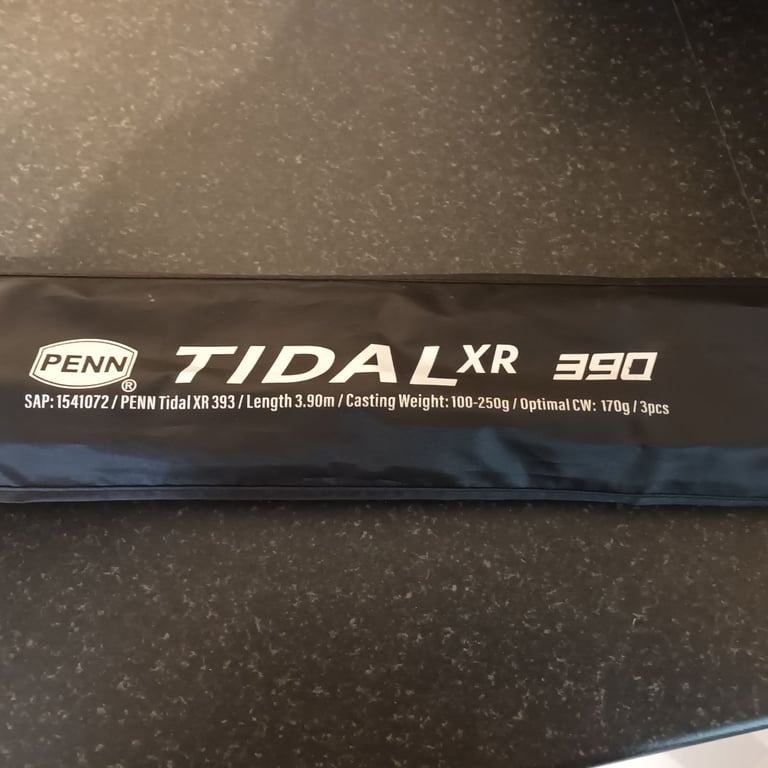 PENN® TIDAL XR 390
SAP: 1541072 / PENN Tidal XR 393 / Length 3.90m / Casting Weight: 100-250g / Optimal CW: 170g / 3pcs